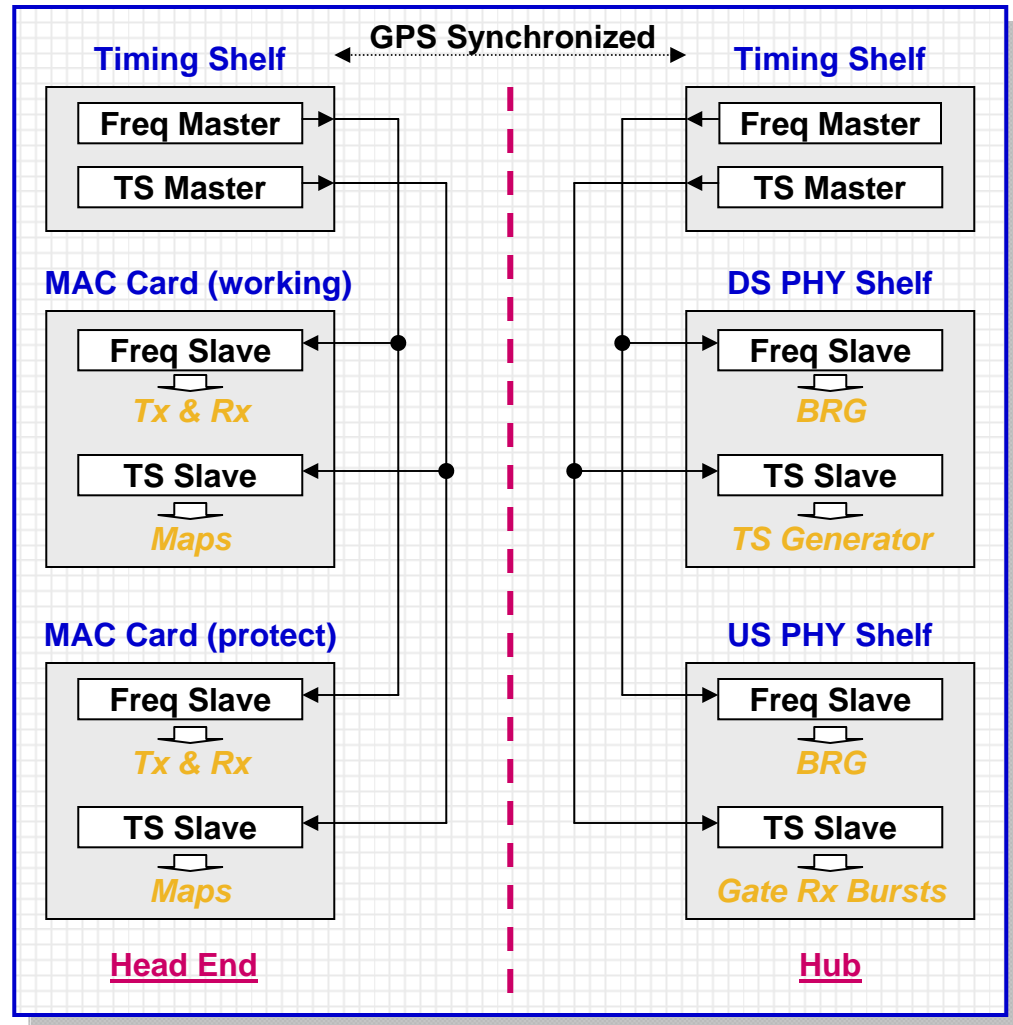 GPS Synchronized
Timing Shelf
Freq Master
TS Master
MAC Card (working)
Freq Slave
Tx & Rx
TS Slave
Maps
MAC Card (protect)
Freq Slave
Tx & Rx
TS Slave
Maps
Head End
Timing Shelf
Freq Master
TS Master
DS PHY Shelf
Freq Slave
BRG
TS Slave
TS Generator
US PHY Shelf
Freq Slave
BRG
TS Slave
Gate Rx Bursts
Hub